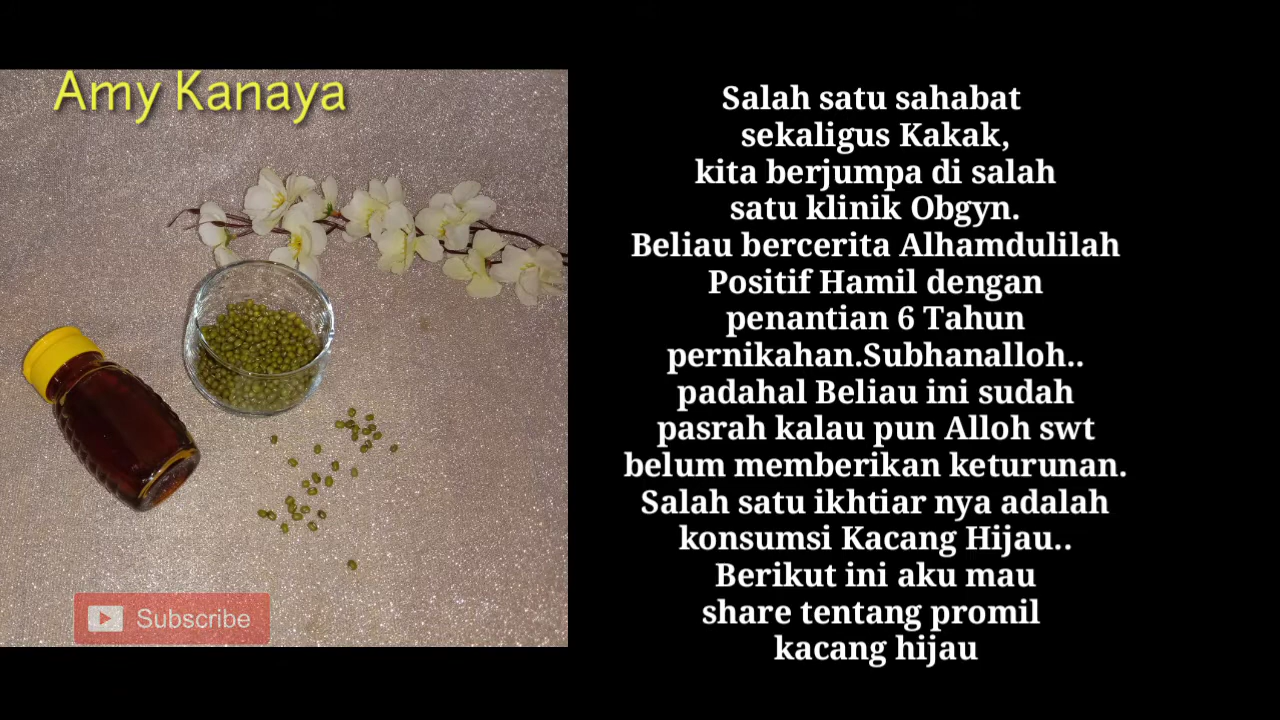 Amy Kanaya
Salah satu sahabat
sekaligus Kakak,
kita berjumpa di salah
satu klinik Obgyn.
Beliau bercerita Alhamdulilah
Positif Hamil dengan
penantian 6 Tahun
pernikahan.Subhanalloh..
padahal Beliau ini sudah
pasrah kalau pun Alloh swt
belum memberikan keturunan.
Salah satu ikhtiar nya adalah
konsumsi Kacang Hijau..
Berikut ini aku mau
share tentang promil
kacang hijau
Subscribe